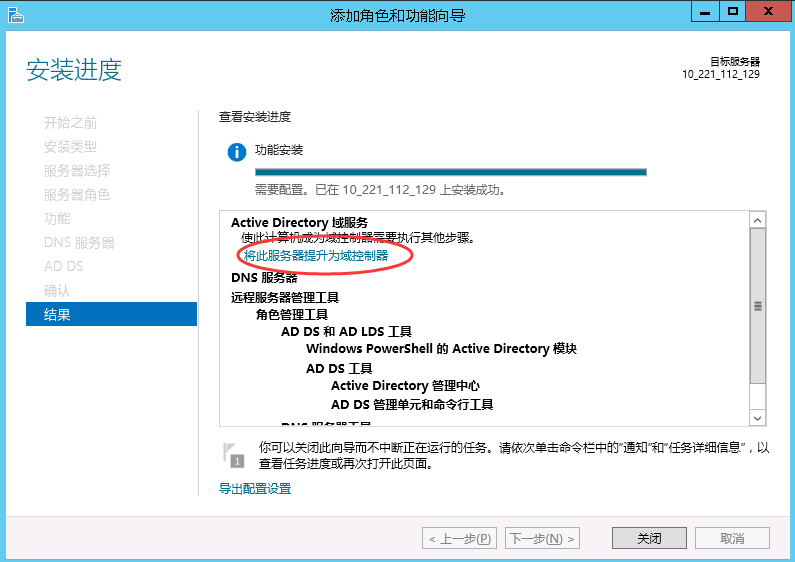 添加角色和功能向导
安装进度
目标服务器
10_221_112_129
开始之前
安装类型
服务器选择
服务器角色
功能
DNS 服务器
AD DS
确认
结果
查看安装进度
功能安装
需要配置。已在 10_221_112_129 上安装成功。
Active Directory 域服务
使此计算机成为域控制器需要执行其他步骤。
将此服务器提升为域控制器
DNS 服务器
远程服务器管理工具
角色管理工具
AD DS 和 AD LDS 工具
Windows PowerShell 的 Active Directory 模块
AD DS 工具
Active Directory 管理中心
AD DS 管理单元和命令行工具
DNS 服务器工具
1
你可以关闭此向导而不中断正在运行的任务。请依次单击命令栏中的“通知”和“任务详细信息”，以
查看任务进度或再次打开此页面。
导出配置设置
< 上一步(P)
下一步(N) >
关闭
取消